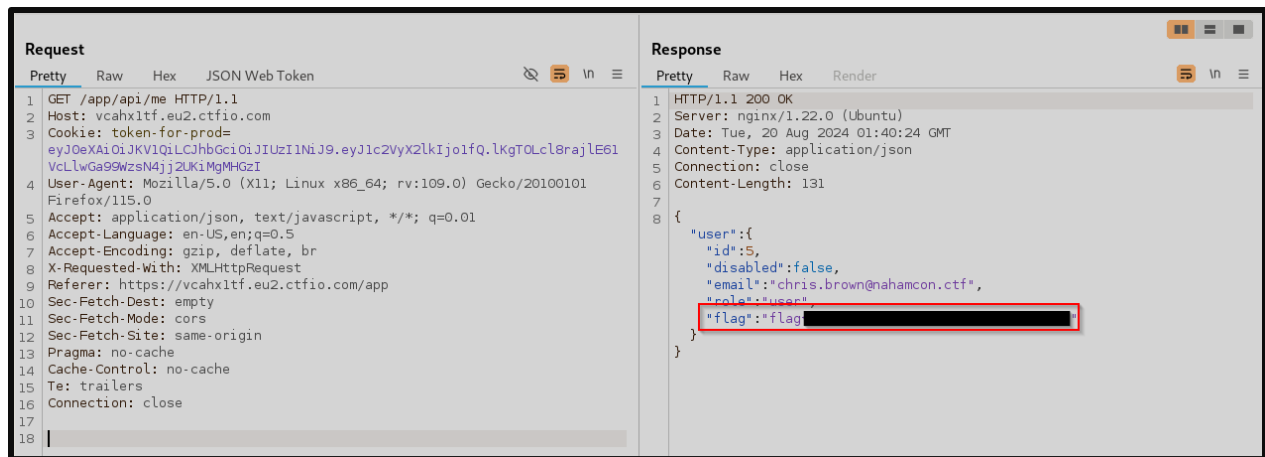 Request
Pretty Raw Hex JSON Web Token \n
1 GET /app/api/me HTTP/1.1
2 Host: vcahx1tf.eu2.ctfio.com
3 Cookie: token-for-prod=
eyJ0eXAiOiJKV1QiLCJhbGciOiJIUzI1NiJ9.eyJ1c2VyX2lkIjo1fQ.lKgTOLcl8rajlE61
VcLlwGa99WzsN4jj2UKiMgMHGzI
4 User-Agent: Mozilla/5.0 (X11; Linux x86_64; rv:109.0) Gecko/20100101
Firefox/115.0
5 Accept: application/json, text/javascript, */*; q=0.01
6 Accept-Language: en-US,en;q=0.5
7 Accept-Encoding: gzip, deflate, br
8 X-Requested-With: XMLHttpRequest
9 Referer: https://vcahx1tf.eu2.ctfio.com/app
10 Sec-Fetch-Dest: empty
11 Sec-Fetch-Mode: cors
12 Sec-Fetch-Site: same-origin
13 Pragma: no-cache
14 Cache-Control: no-cache
15 Te: trailers
16 Connection: close
17
18
Response
Pretty Raw Hex Render \n
1 HTTP/1.1 200 OK
2 Server: nginx/1.22.0 (Ubuntu)
3 Date: Tue, 20 Aug 2024 01:40:24 GMT
4 Content-Type: application/json
5 Connection: close
6 Content-Length: 131
7
8 {
"user":{
"id":5,
"disabled":false,
"email":"chris.brown@nahamcon.ctf",
"role":"user",
"flag":"flag "
}
}